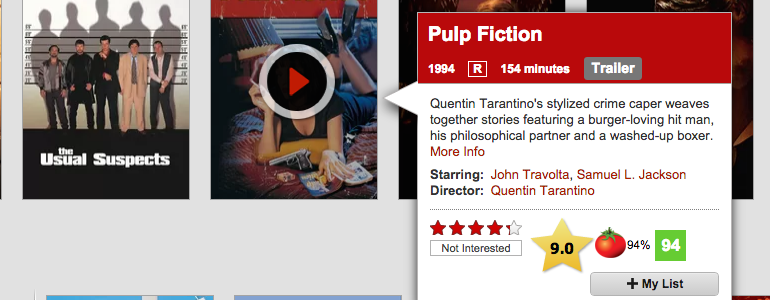 the
Usual Suspects
Pulp Fiction
1994 R 154 minutes Trailer
Quentin Tarantino's stylized crime caper weaves
together stories featuring a burger-loving hit man,
his philosophical partner and a washed-up boxer.
More Info
Starring: John Travolta, Samuel L. Jackson
Director: Quentin Tarantino
Not Interested
9.0
94%
94
+ My List